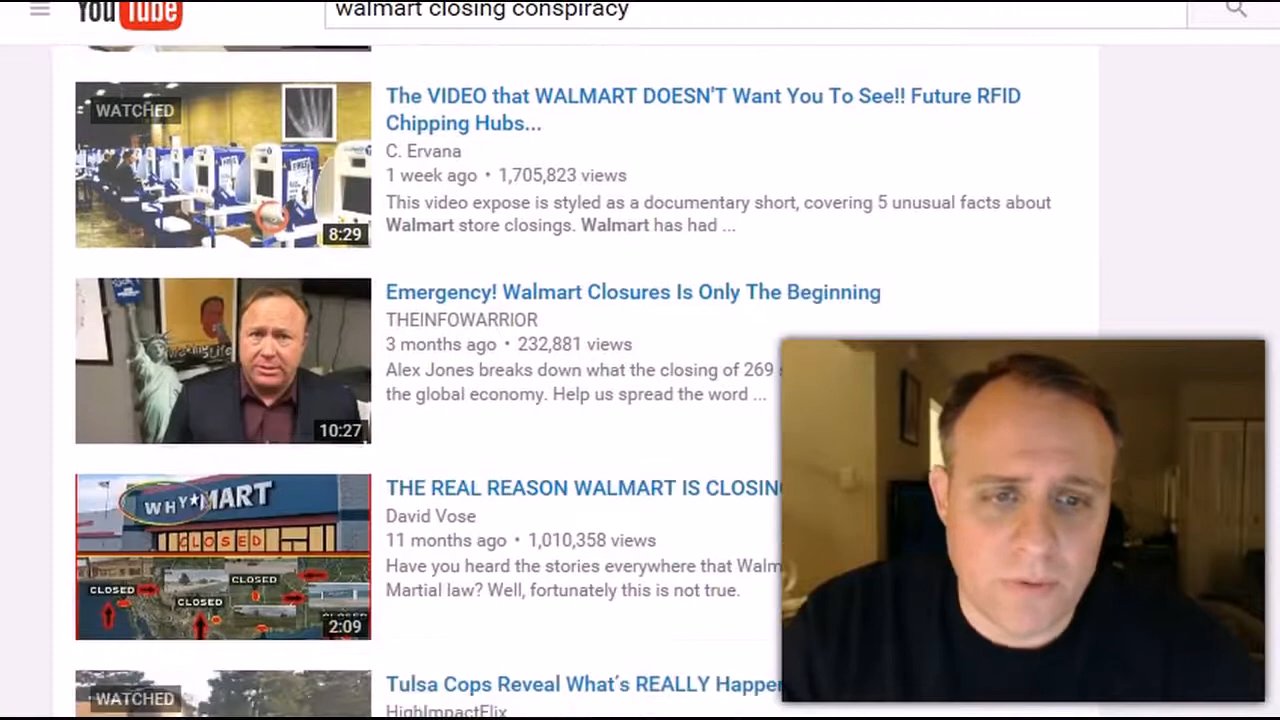 You Tube
walmart closing conspiracy
WATCHED
8:29
The VIDEO that WALMART DOESN'T Want You To See!! Future RFID
Chipping Hubs...
C. Ervana
1 week ago • 1,705,823 views
This video expose is styled as a documentary short, covering 5 unusual facts about
Walmart store closings. Walmart has had ...
10:27
Emergency! Walmart Closures Is Only The Beginning
THEINFOWARRIOR
3 months ago • 232,881 views
Alex Jones breaks down what the closing of 269
the global economy. Help us spread the word ...
WHY★MART
CLOSED
CLOSED
CLOSED
CLOSED
2:09
THE REAL REASON WALMART IS CLOSING
David Vose
11 months ago • 1,010,358 views
Have you heard the stories everywhere that Walm
Martial law? Well, fortunately this is not true.
WATCHED
Tulsa Cops Reveal What's REALLY Happen
HighImpactFlix